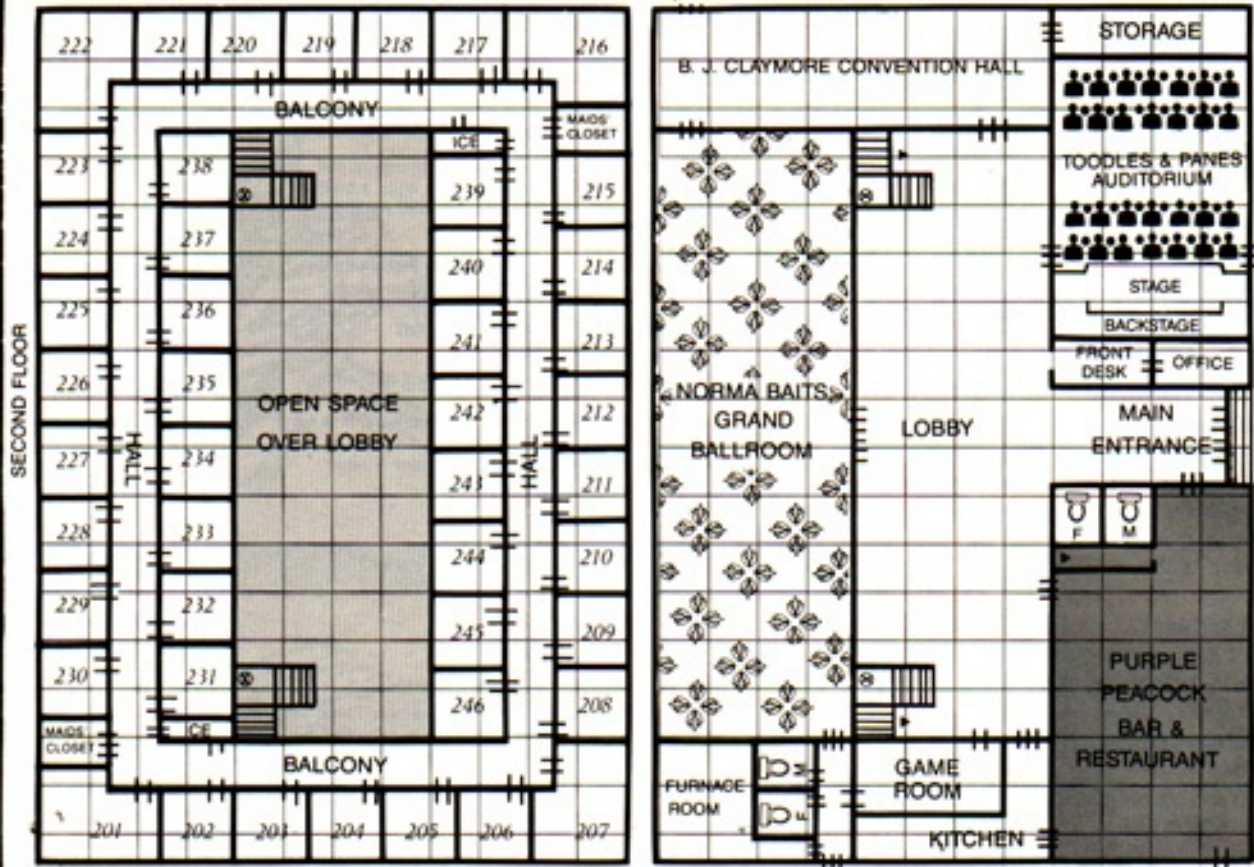 222
221
220
219
218
217
216
BALCONY
MAIDS'
CLOSET
ICE
223
238
239
215
224
237
240
214
225
236
241
213
226
235
242
212
OPEN SPACE
OVER LOBBY
SECOND FLOOR
HALL
HALL
227
234
243
211
228
233
244
210
229
232
245
209
230
231
246
208
MAIDS
CLOSET
ICE
BALCONY
201
202
203
204
205
206
207
B. J. CLAYMORE CONVENTION HALL
STORAGE
TOODLES & PANES
AUDITORIUM
STAGE
BACKSTAGE
FRONT
DESK
OFFICE
NORMA BAITS
GRAND
BALLROOM
LOBBY
MAIN
ENTRANCE
F
M
PURPLE
PEACOCK
BAR &
RESTAURANT
FURNACE
ROOM
M
F
GAME
ROOM
KITCHEN